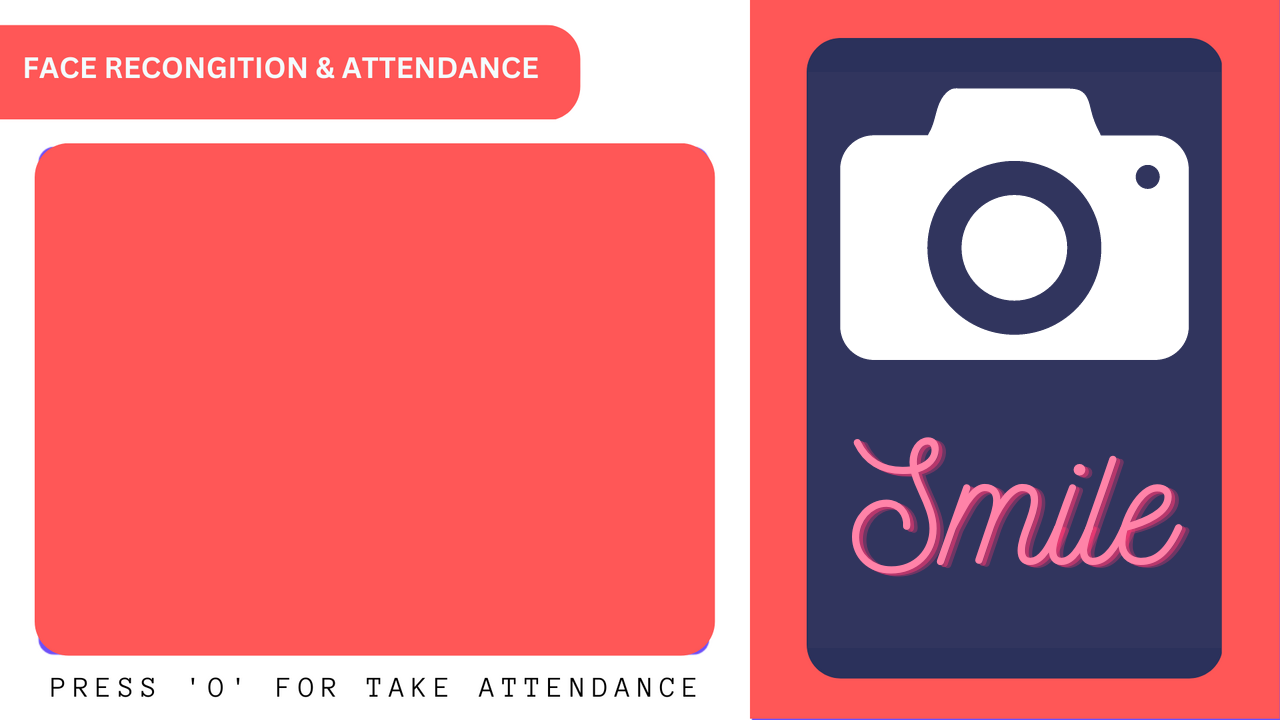 FACE RECONGITION & ATTENDANCE
PRESS 'O' FOR TAKE ATTENDANCE
Smile